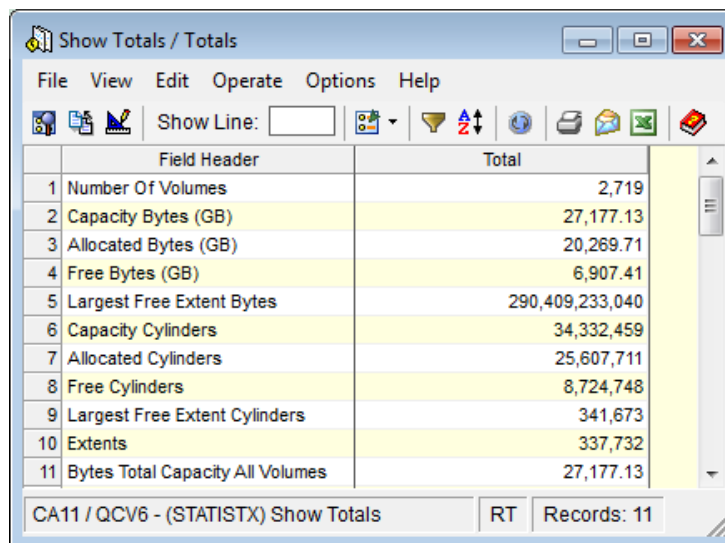 Show Totals / Totals
File View Edit Operate Options Help
Show Line:
Field Header Total
1 Number Of Volumes 2,719
2 Capacity Bytes (GB) 27,177.13
3 Allocated Bytes (GB) 20,269.71
4 Free Bytes (GB) 6,907.41
5 Largest Free Extent Bytes 290,409,233,040
6 Capacity Cylinders 34,332,459
7 Allocated Cylinders 25,607,711
8 Free Cylinders 8,724,748
9 Largest Free Extent Cylinders 341,673
10 Extents 337,732
11 Bytes Total Capacity All Volumes 27,177.13
CA11 / QCV6 - (STATISTX) Show Totals RT Records: 11